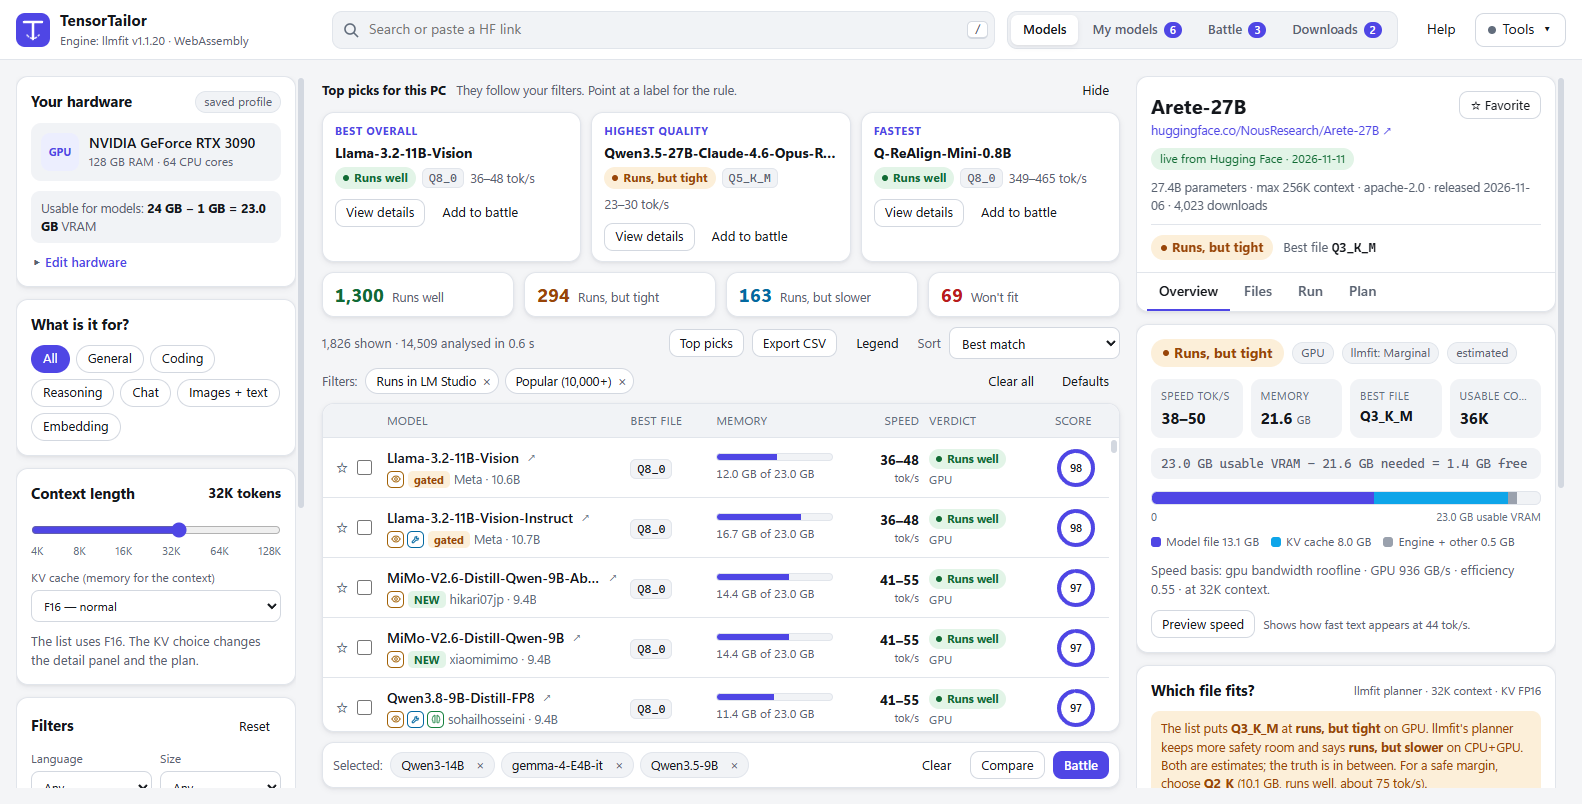 TensorTailor
Engine: llmfit v1.1.20 · WebAssembly
Search or paste a HF link
/
Models
My models 6
Battle 3
Downloads 2
Help
Tools
Your hardware
saved profile
GPU
NVIDIA GeForce RTX 3090
128 GB RAM · 64 CPU cores
Usable for models: 24 GB − 1 GB = 23.0
GB VRAM
Edit hardware
What is it for?
All
General
Coding
Reasoning
Chat
Images + text
Embedding
Context length
32K tokens
4K 8K 16K 32K 64K 128K
KV cache (memory for the context)
F16 — normal
The list uses F16. The KV choice changes
the detail panel and the plan.
Filters
Reset
Language
Size
Any
Any
Top picks for this PC
They follow your filters. Point at a label for the rule.
Hide
BEST OVERALL
Llama-3.2-11B-Vision
Runs well
Q8_0
36–48 tok/s
View details
Add to battle
HIGHEST QUALITY
Qwen3.5-27B-Claude-4.6-Opus-R...
Runs, but tight
Q5_K_M
23–30 tok/s
View details
Add to battle
FASTEST
Q-ReAlign-Mini-0.8B
Runs well
Q8_0
349–465 tok/s
View details
Add to battle
1,300 Runs well
294 Runs, but tight
163 Runs, but slower
69 Won't fit
1,826 shown · 14,509 analysed in 0.6 s
Top picks
Export CSV
Legend
Sort
Best match
Filters:
Runs in LM Studio ×
Popular (10,000+) ×
Clear all
Defaults
MODEL BEST FILE MEMORY SPEED VERDICT SCORE
Llama-3.2-11B-Vision ↗
gated Meta · 10.6B
Q8_0
12.0 GB of 23.0 GB
36–48
tok/s
Runs well
GPU
98
Llama-3.2-11B-Vision-Instruct ↗
gated Meta · 10.7B
Q8_0
16.7 GB of 23.0 GB
36–48
tok/s
Runs well
GPU
98
MiMo-V2.6-Distill-Qwen-9B-Ab... ↗
NEW hikari07jp · 9.4B
Q8_0
14.4 GB of 23.0 GB
41–55
tok/s
Runs well
GPU
97
MiMo-V2.6-Distill-Qwen-9B ↗
NEW xiaomimimo · 9.4B
Q8_0
14.4 GB of 23.0 GB
41–55
tok/s
Runs well
GPU
97
Qwen3.8-9B-Distill-FP8 ↗
sohailhosseini · 9.4B
Q8_0
11.4 GB of 23.0 GB
41–55
tok/s
Runs well
GPU
97
Selected:
Qwen3-14B ×
gemma-4-E4B-it ×
Qwen3.5-9B ×
Clear
Compare
Battle
Arete-27B
☆ Favorite
huggingface.co/NousResearch/Arete-27B ↗
live from Hugging Face · 2026-11-11
27.4B parameters · max 256K context · apache-2.0 · released 2026-11-
06 · 4,023 downloads
Runs, but tight
Best file Q3_K_M
Overview
Files
Run
Plan
Runs, but tight
GPU
llmfit: Marginal
estimated
SPEED TOK/S
38–50
MEMORY
21.6 GB
BEST FILE
Q3_K_M
USABLE CO...
36K
23.0 GB usable VRAM − 21.6 GB needed = 1.4 GB free
0
23.0 GB usable VRAM
Model file 13.1 GB
KV cache 8.0 GB
Engine + other 0.5 GB
Speed basis: gpu bandwidth roofline · GPU 936 GB/s · efficiency
0.55 · at 32K context.
Preview speed
Shows how fast text appears at 44 tok/s.
Which file fits?
llmfit planner · 32K context · KV FP16
The list puts Q3_K_M at runs, but tight on GPU. llmfit's planner
keeps more safety room and says runs, but slower on CPU+GPU.
Both are estimates; the truth is in between. For a safe margin,
choose Q2_K (10.1 GB, runs well, about 75 tok/s).